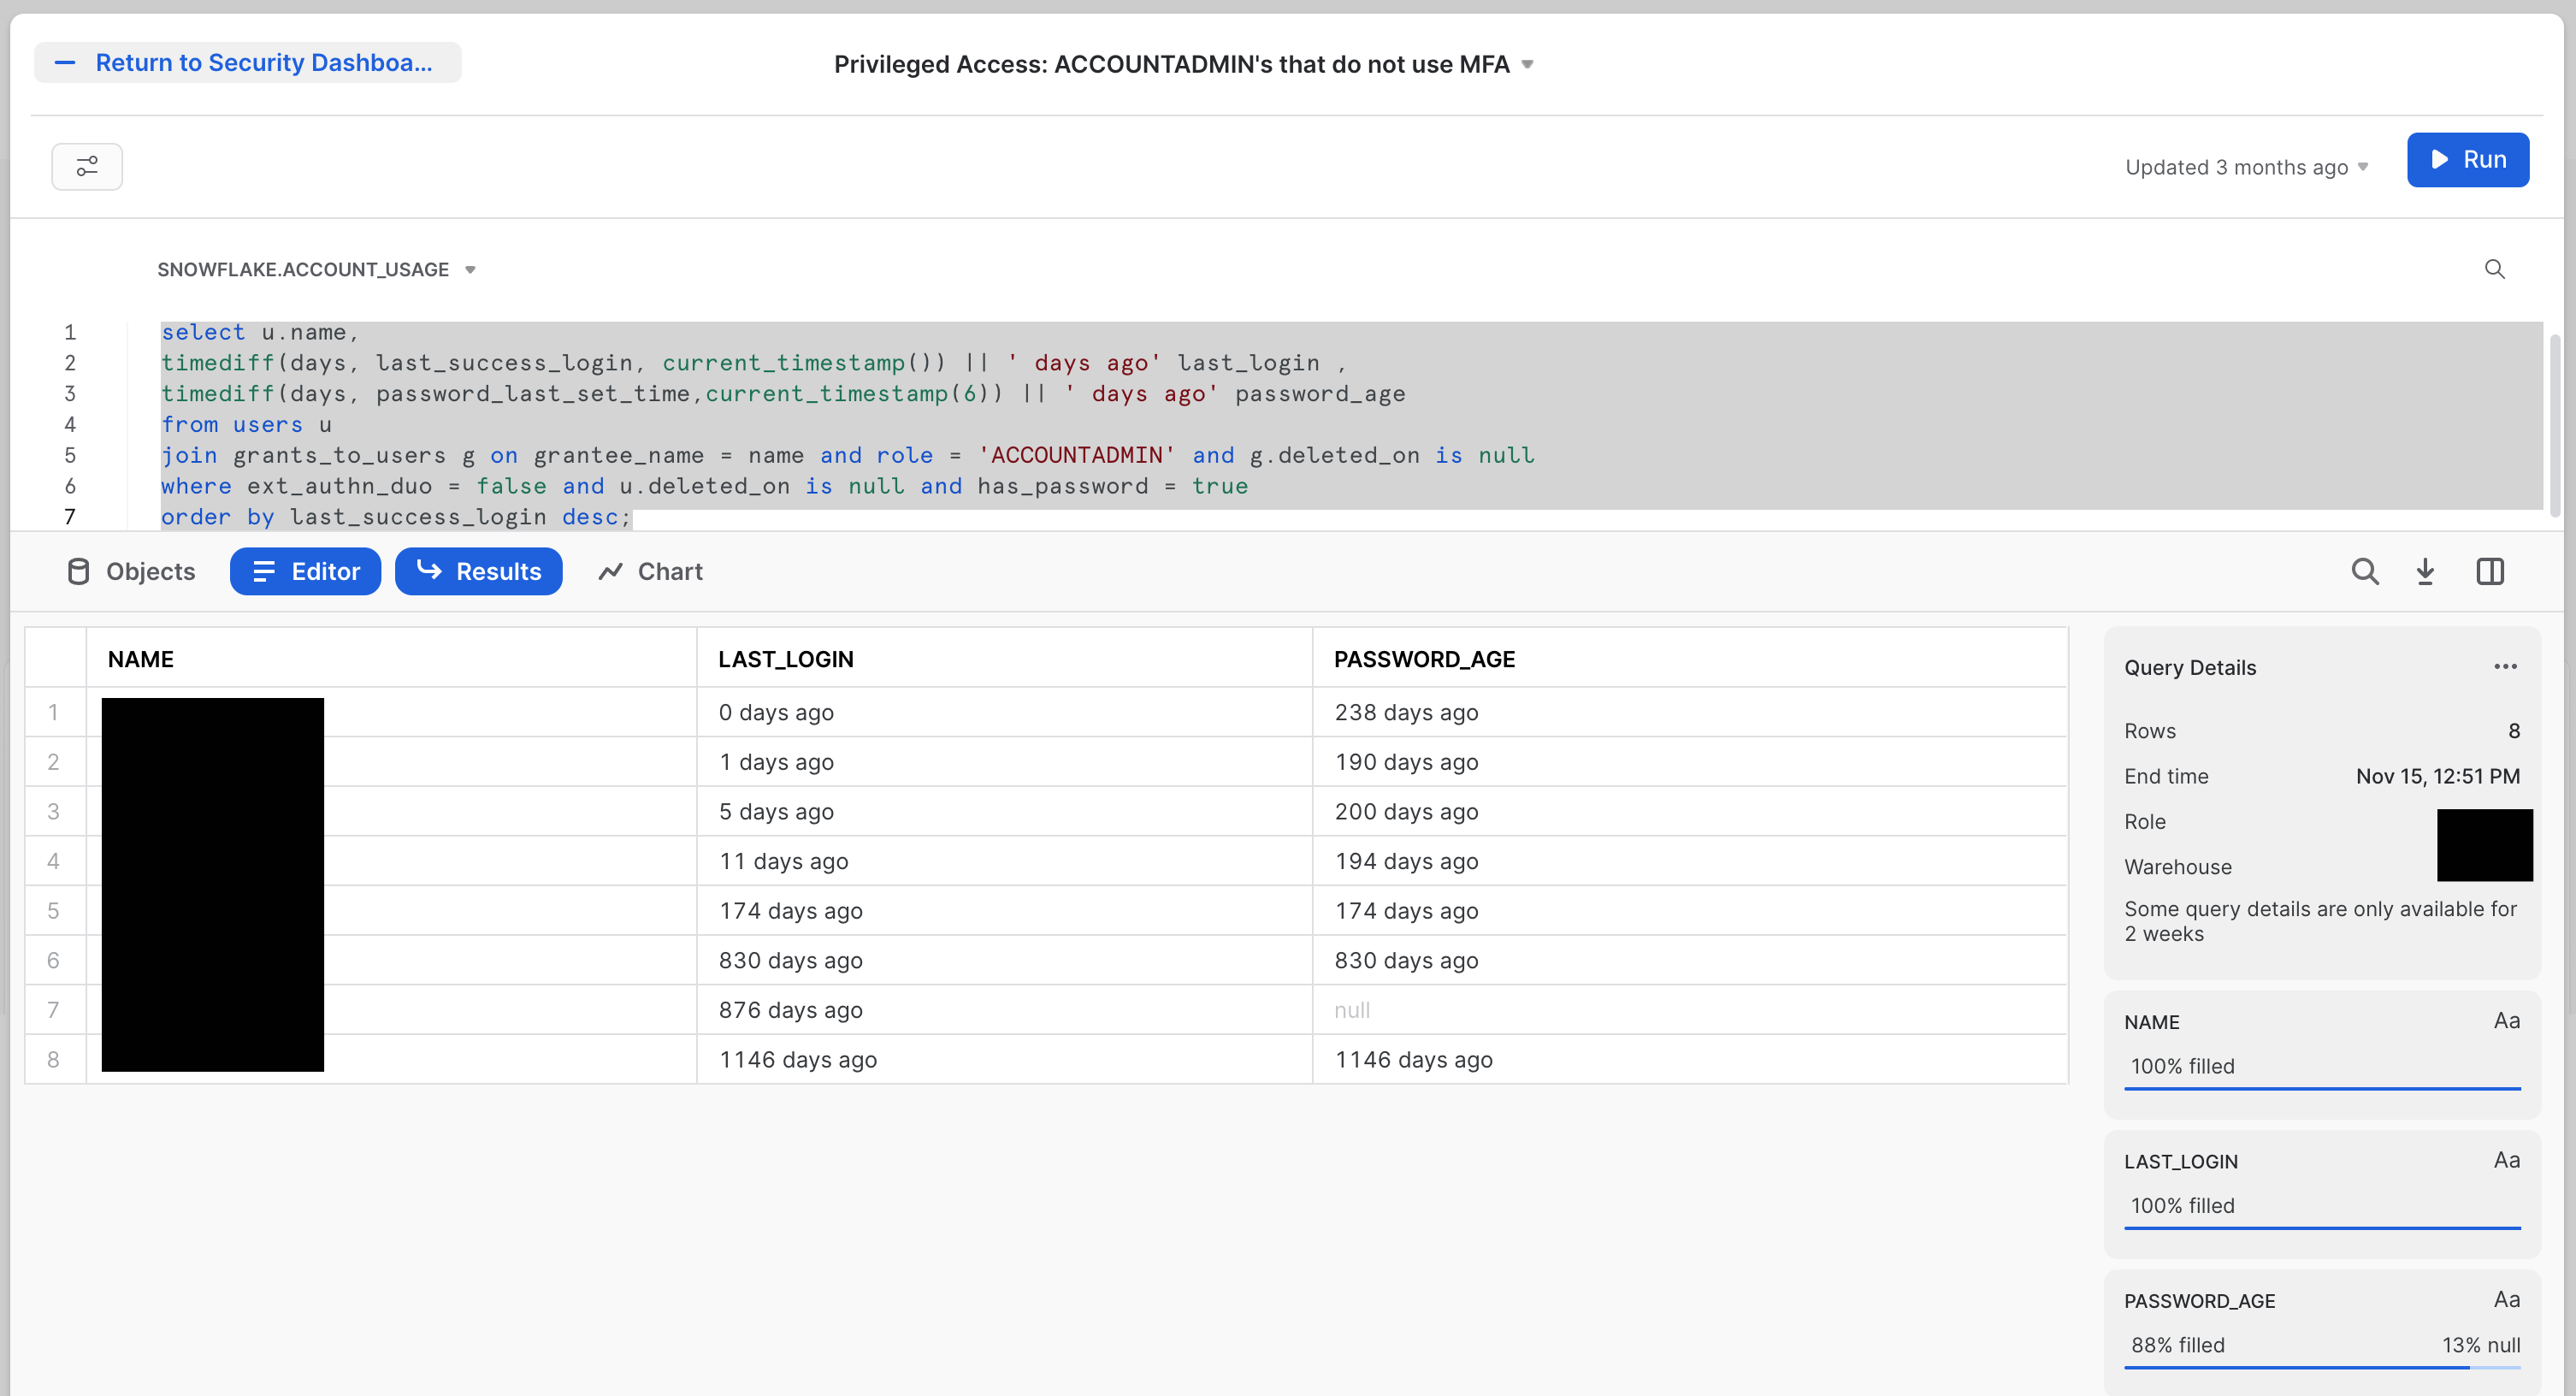 Return to Security Dashboa...
Privileged Access: ACCOUNTADMIN's that do not use MFA
Updated 3 months ago
Run
SNOWFLAKE.ACCOUNT_USAGE
1 select u.name,
2 timediff(days, last_success_login, current_timestamp()) || ' days ago' last_login ,
3 timediff(days, password_last_set_time,current_timestamp(6)) || ' days ago' password_age
4 from users u
5 join grants_to_users g on grantee_name = name and role = 'ACCOUNTADMIN' and g.deleted_on is null
6 where ext_authn_duo = false and u.deleted_on is null and has_password = true
7 order by last_success_login desc;
Objects Editor Results Chart
NAME LAST_LOGIN PASSWORD_AGE
1 0 days ago 238 days ago
2 1 days ago 190 days ago
3 5 days ago 200 days ago
4 11 days ago 194 days ago
5 174 days ago 174 days ago
6 830 days ago 830 days ago
7 876 days ago null
8 1146 days ago 1146 days ago
Query Details
Rows 8
End time Nov 15, 12:51 PM
Role
Warehouse
Some query details are only available for
2 weeks
NAME Aa
100% filled
LAST_LOGIN Aa
100% filled
PASSWORD_AGE Aa
88% filled 13% null